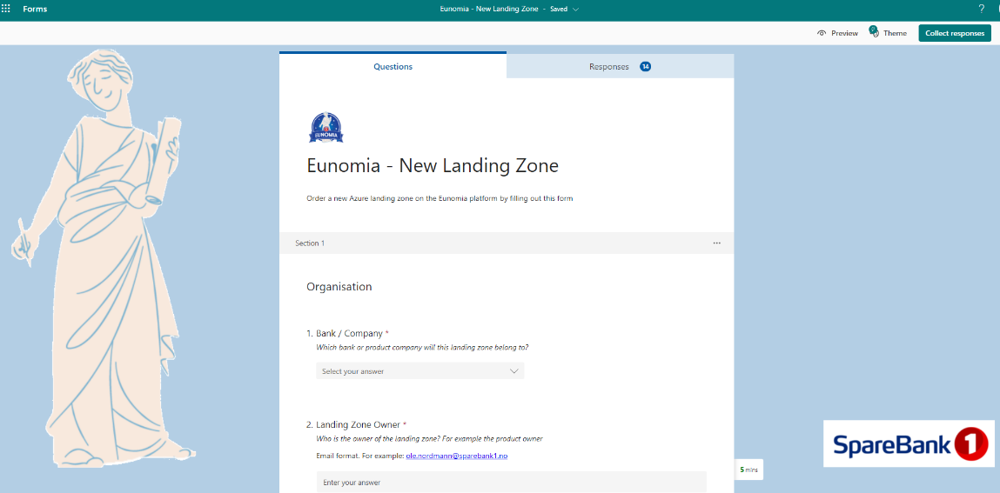 Forms
Eunomia - New Landing Zone - Saved
?
Preview
Theme
Collect responses
Questions
Responses 14
EUNOMIA
Eunomia - New Landing Zone
Order a new Azure landing zone on the Eunomia platform by filling out this form
Section 1
...
Organisation
1. Bank / Company *
Which bank or product company will this landing zone belong to?
Select your answer
2. Landing Zone Owner *
Who is the owner of the landing zone? For example the product owner
Email format. For example: ole.nordmann@sparebank1.no
Enter your answer
5 mins
SpareBank 1